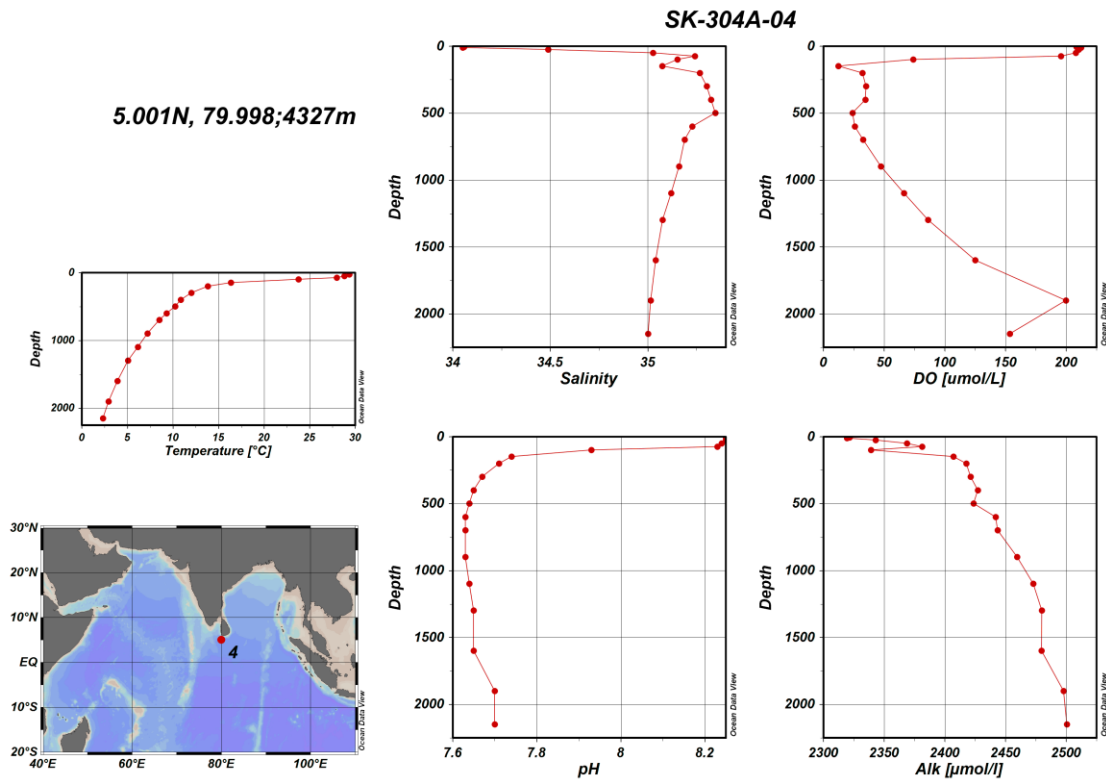 SK-304A-04
5.001N, 79.998;4327m
0
500
1000
1500
2000
Depth
34
34.5
35
Salinity
Ocean Data View
0
500
1000
1500
2000
Depth
0
50
100
150
200
DO [umol/L]
Ocean Data View
0
1000
2000
Depth
0
5
10
15
20
25
30
Temperature [°C]
Ocean Data View
30°N
20°N
10°N
EQ
10°S
20°S
40°E
60°E
80°E
100°E
4
Ocean Data View
0
500
1000
1500
2000
Depth
7.6
7.8
8
8.2
pH
Ocean Data View
0
500
1000
1500
2000
Depth
2300
2350
2400
2450
2500
Alk [µmol/l]
Ocean Data View